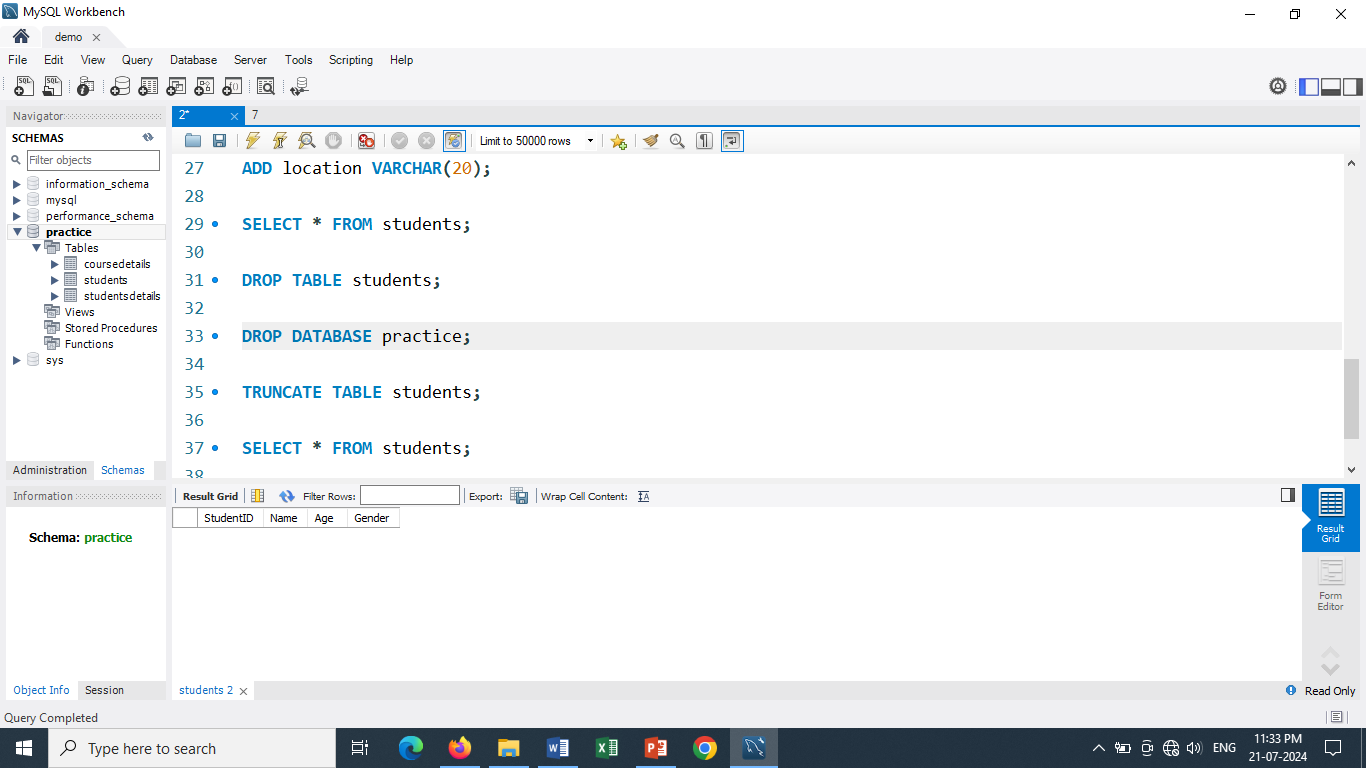 MySQL Workbench
demo
File Edit View Query Database Server Tools Scripting Help
Navigator
SCHEMAS
Filter objects
information_schema
mysql
performance_schema
practice
Tables
coursedetails
students
studentsdetails
Views
Stored Procedures
Functions
sys
Administration Schemas
Information
Schema: practice
Object Info Session
2* 7
Limit to 50000 rows
27 ADD location VARCHAR(20);
28
29 SELECT * FROM students;
30
31 DROP TABLE students;
32
33 DROP DATABASE practice;
34
35 TRUNCATE TABLE students;
36
37 SELECT * FROM students;
38
Result Grid Filter Rows: Export: Wrap Cell Content:
StudentID Name Age Gender
Result
Grid
Form
Editor
students 2
Read Only
Query Completed
Type here to search
ENG
11:33 PM
21-07-2024